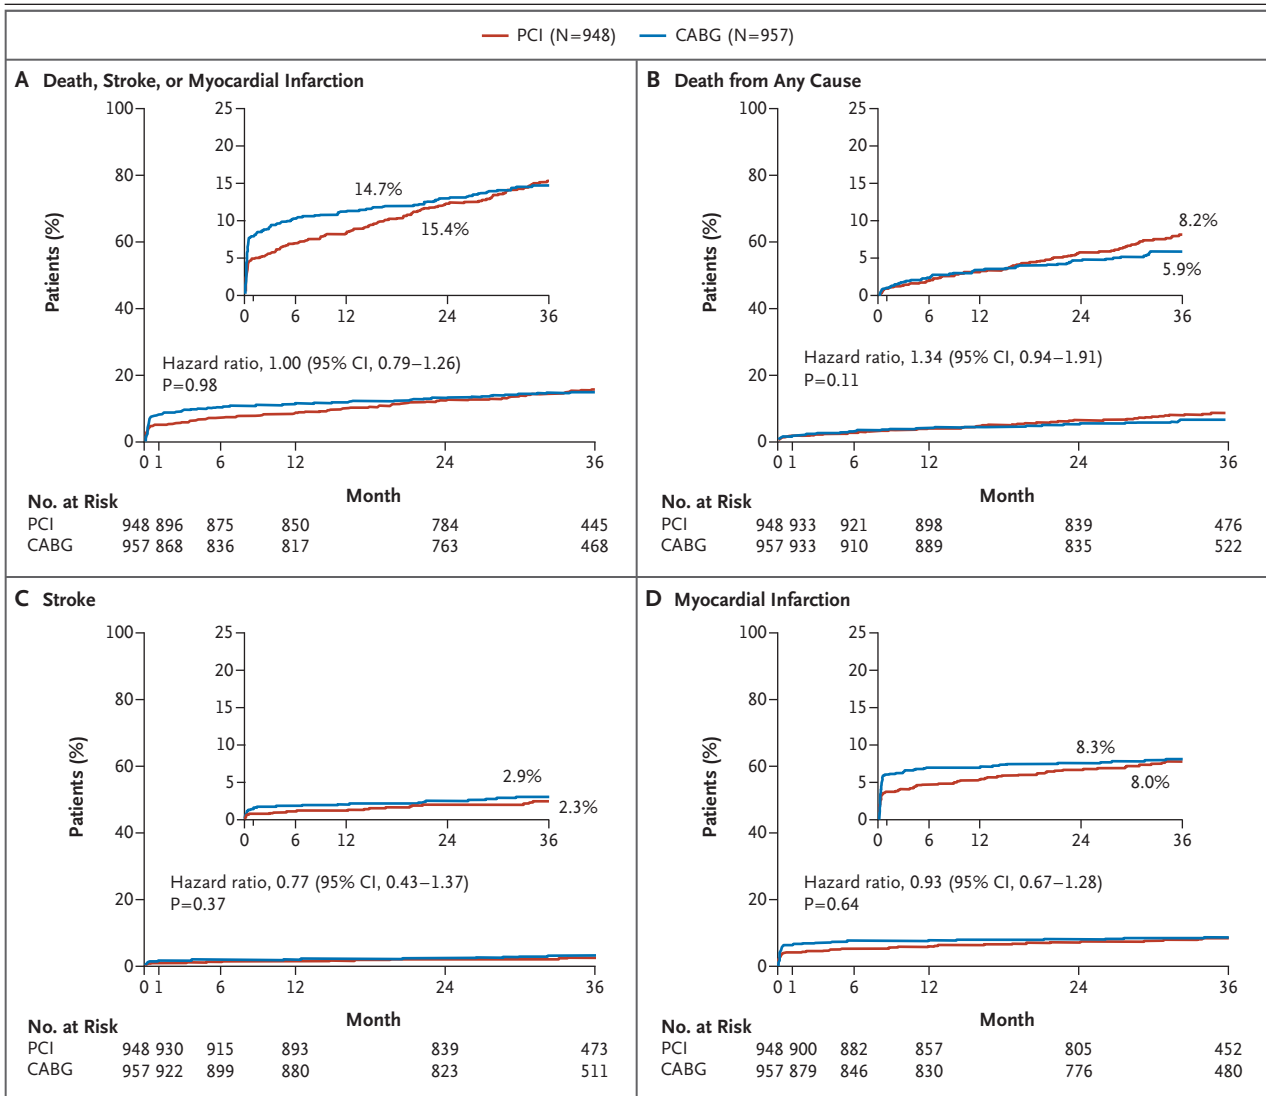 PCI (N=948) CABG (N=957)
A Death, Stroke, or Myocardial Infarction
Patients (%)
100
80
60
40
20
0
25
20
15
10
5
0
14.7%
15.4%
0 6 12 24 36
Hazard ratio, 1.00 (95% CI, 0.79–1.26)
P=0.98
0 1 6 12 24 36
Month
No. at Risk
PCI 948 896 875 850 784 445
CABG 957 868 836 817 763 468
B Death from Any Cause
Patients (%)
100
80
60
40
20
0
25
20
15
10
5
0
8.2%
5.9%
0 6 12 24 36
Hazard ratio, 1.34 (95% CI, 0.94–1.91)
P=0.11
0 1 6 12 24 36
Month
No. at Risk
PCI 948 933 921 898 839 476
CABG 957 933 910 889 835 522
C Stroke
Patients (%)
100
80
60
40
20
0
25
20
15
10
5
0
2.9%
2.3%
0 6 12 24 36
Hazard ratio, 0.77 (95% CI, 0.43–1.37)
P=0.37
0 1 6 12 24 36
Month
No. at Risk
PCI 948 930 915 893 839 473
CABG 957 922 899 880 823 511
D Myocardial Infarction
Patients (%)
100
80
60
40
20
0
25
20
15
10
5
0
8.3%
8.0%
0 6 12 24 36
Hazard ratio, 0.93 (95% CI, 0.67–1.28)
P=0.64
0 1 6 12 24 36
Month
No. at Risk
PCI 948 900 882 857 805 452
CABG 957 879 846 830 776 480